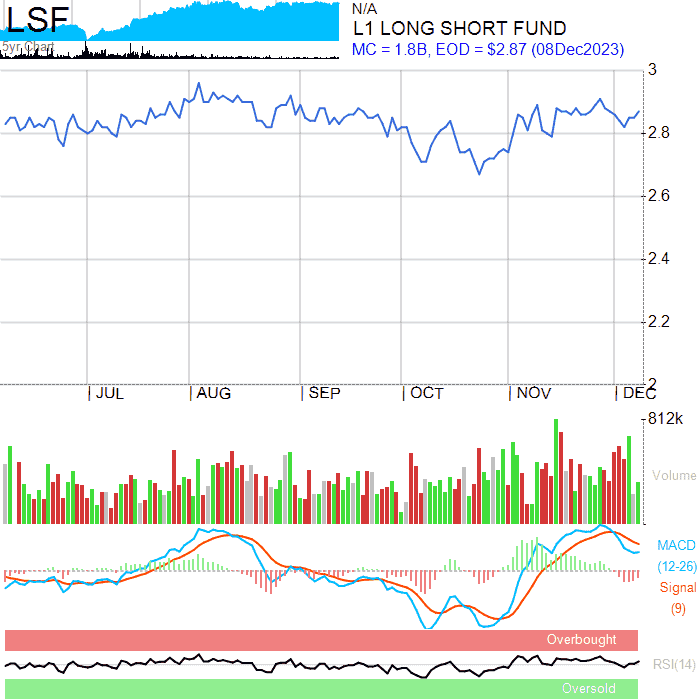 LSF
5yr Chart
N/A
L1 LONG SHORT FUND
MC = 1.8B, EOD = $2.87 (08Dec2023)
3
2.8
2.6
2.4
2.2
2
JUL AUG SEP OCT NOV DEC
812k
Volume
MACD
(12-26)
Signal
(9)
Overbought
RSI(14)
Oversold